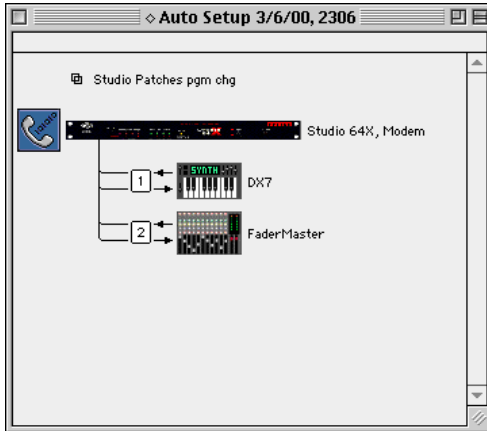 Auto Setup 3/6/00, 2306
Studio Patches pgm chg
Studio 64X, Modem
1
SYNTH
DX7
2
FaderMaster